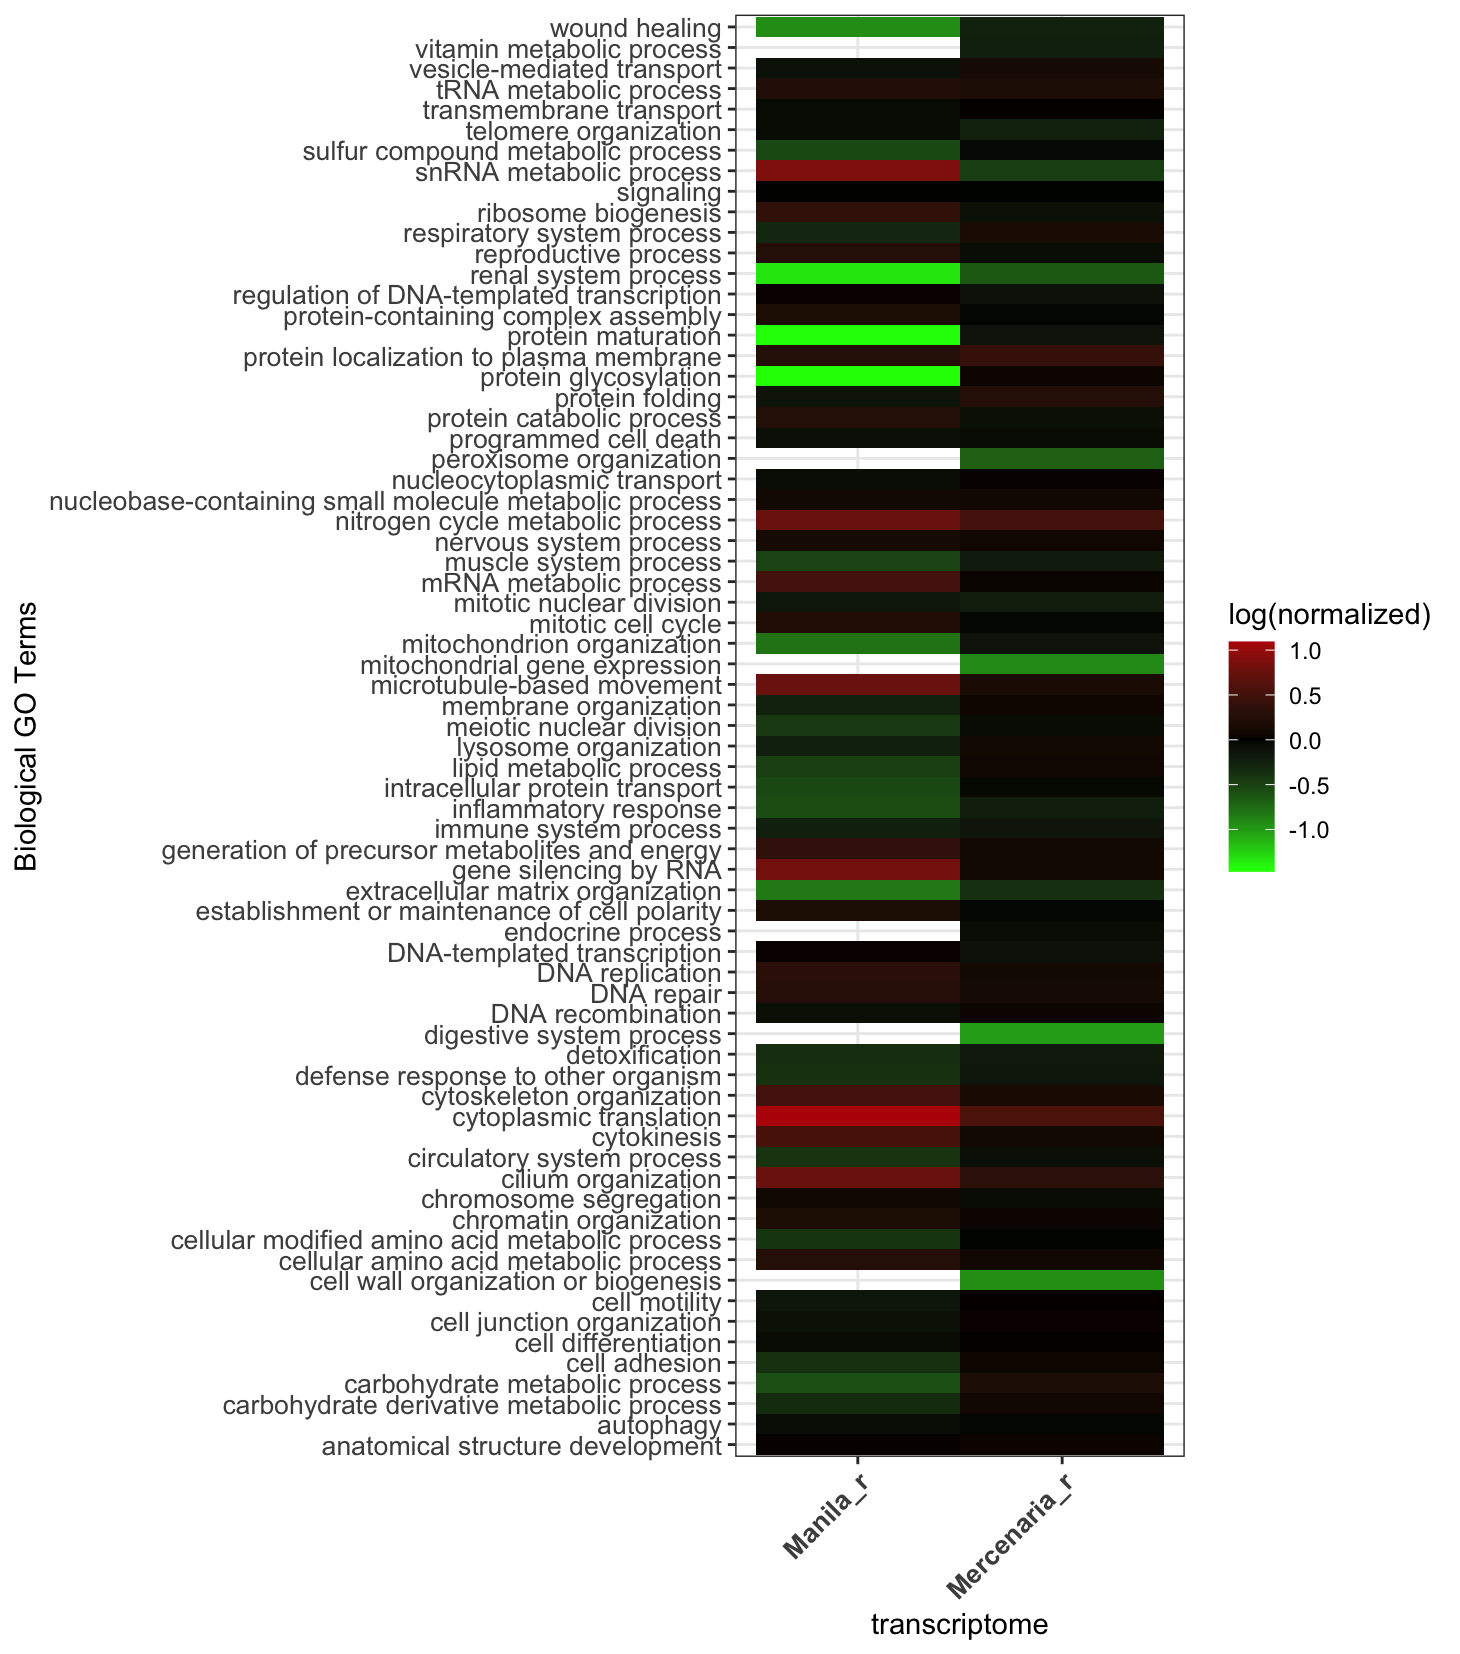 wound healing
vitamin metabolic process
vesicle-mediated transport
tRNA metabolic process
transmembrane transport
telomere organization
sulfur compound metabolic process
snRNA metabolic process
signaling
ribosome biogenesis
respiratory system process
reproductive process
renal system process
regulation of DNA-templated transcription
protein-containing complex assembly
protein maturation
protein localization to plasma membrane
protein glycosylation
protein folding
protein catabolic process
programmed cell death
peroxisome organization
nucleocytoplasmic transport
nucleobase-containing small molecule metabolic process
nitrogen cycle metabolic process
nervous system process
muscle system process
mRNA metabolic process
mitotic nuclear division
mitotic cell cycle
mitochondrion organization
mitochondrial gene expression
microtubule-based movement
membrane organization
meiotic nuclear division
lysosome organization
lipid metabolic process
intracellular protein transport
inflammatory response
immune system process
generation of precursor metabolites and energy
gene silencing by RNA
extracellular matrix organization
establishment or maintenance of cell polarity
endocrine process
DNA-templated transcription
DNA replication
DNA repair
DNA recombination
digestive system process
detoxification
defense response to other organism
cytoskeleton organization
cytoplasmic translation
cytokinesis
circulatory system process
cilium organization
chromosome segregation
chromatin organization
cellular modified amino acid metabolic process
cellular amino acid metabolic process
cell wall organization or biogenesis
cell motility
cell junction organization
cell differentiation
cell adhesion
carbohydrate metabolic process
carbohydrate derivative metabolic process
autophagy
anatomical structure development
Biological GO Terms
Manila_r
Mercenaria_r
transcriptome
log(normalized)
1.0
0.5
0.0
-0.5
-1.0